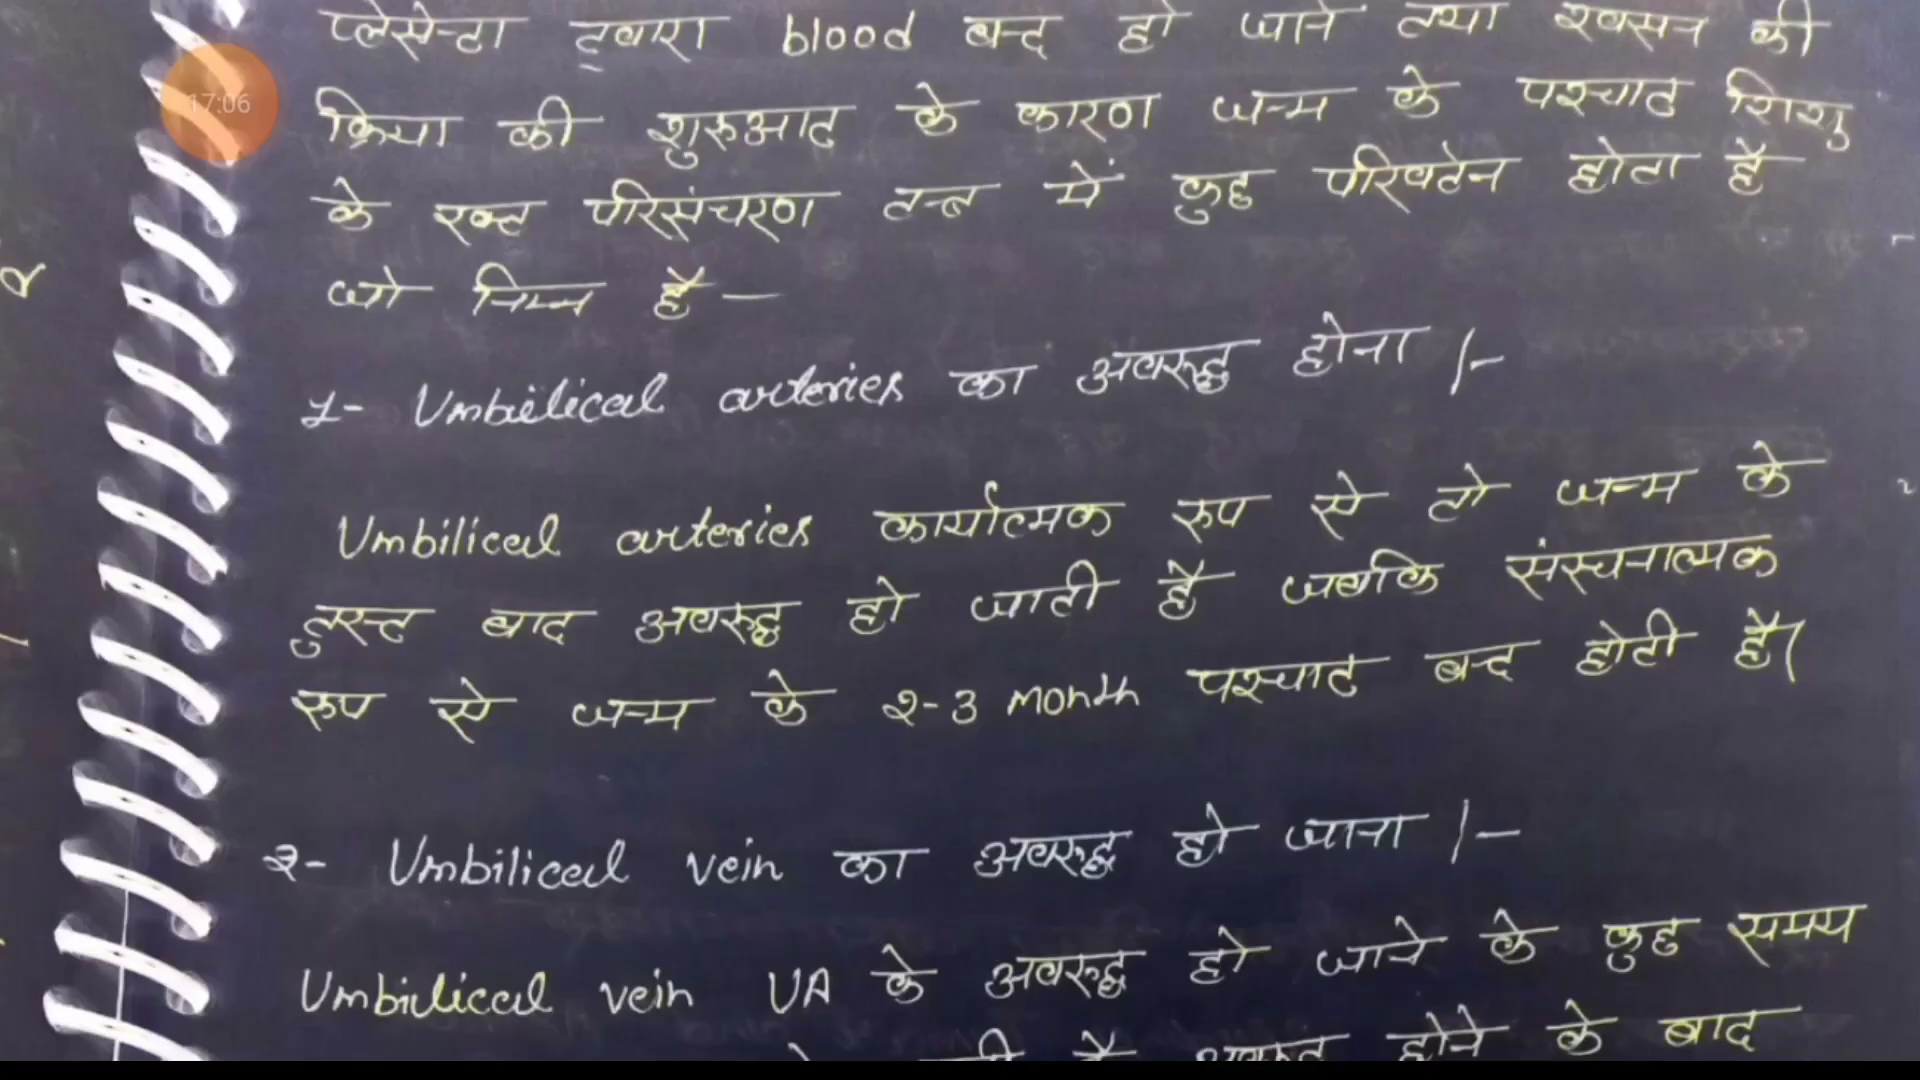 प्लेसेन्टा द्वारा blood बन्द हो जाने तथा श्वसन की
17:06
क्रिया की शुरुआत के कारण जन्म के पश्चात शिशु
के रक्त परिसंचरण तन्त्र में कुछ परिवर्तन होता है
जो निम्न है —
1- Umbilical arteries का अवरुद्ध होना |-
Umbilical arteries कार्यात्मक रूप से तो जन्म के
तुरन्त बाद अवरुद्ध हो जाती है जबकि संरचनात्मक
रूप से जन्म के 2-3 month पश्चात बन्द होती है।
2- Umbilical vein का अवरुद्ध हो जाना |-
Umbilical vein UA के अवरुद्ध हो जाने के कुछ समय
होने के बाद